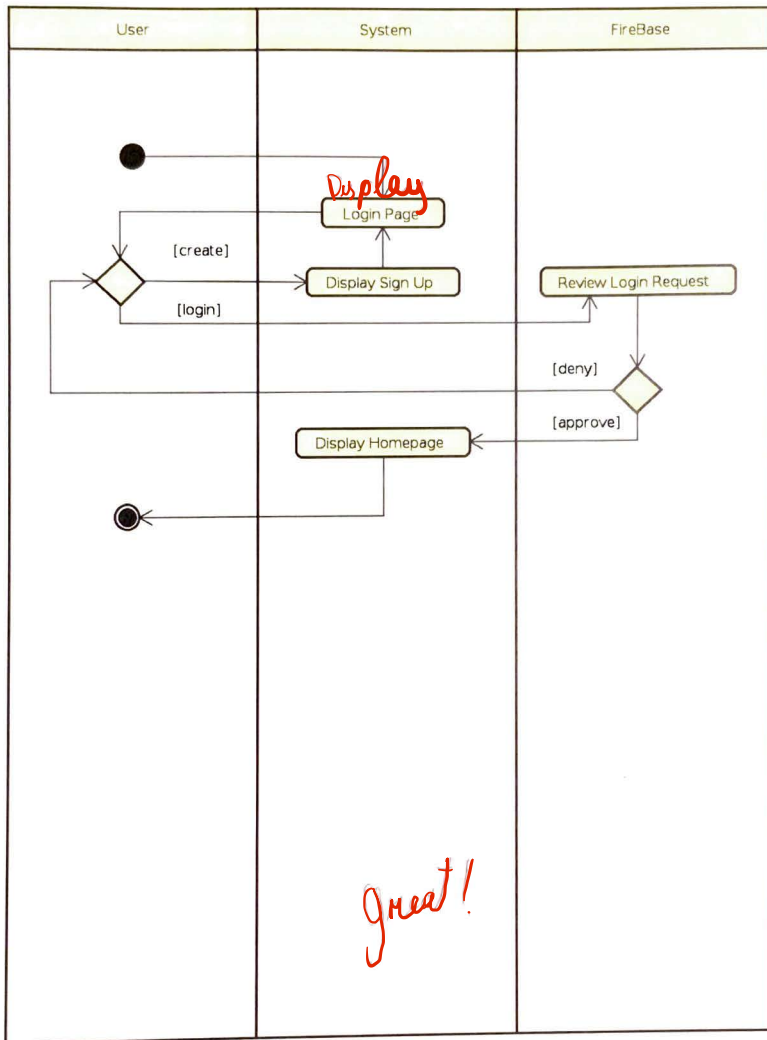 User
System
FireBase
Display
Login Page
[create]
Display Sign Up
Review Login Request
[login]
[deny]
[approve]
Display Homepage
Great!